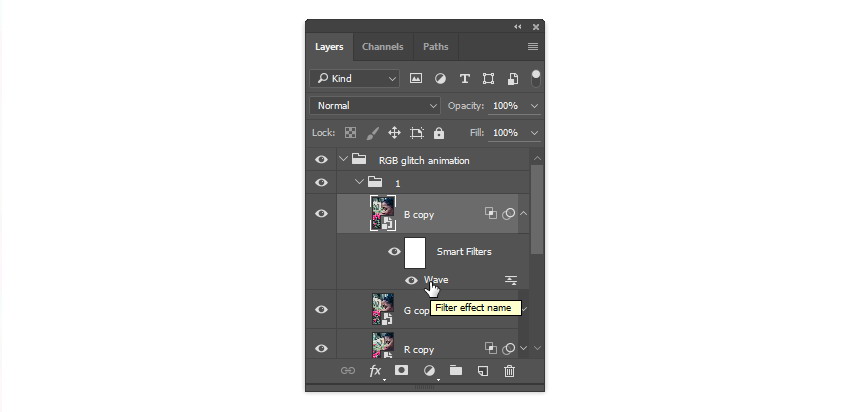 Layers Channels Paths
Kind
Normal Opacity: 100%
Lock: Fill: 100%
RGB glitch animation
1
B copy
Smart Filters
Wave
Filter effect name
G cop
R copy
fx